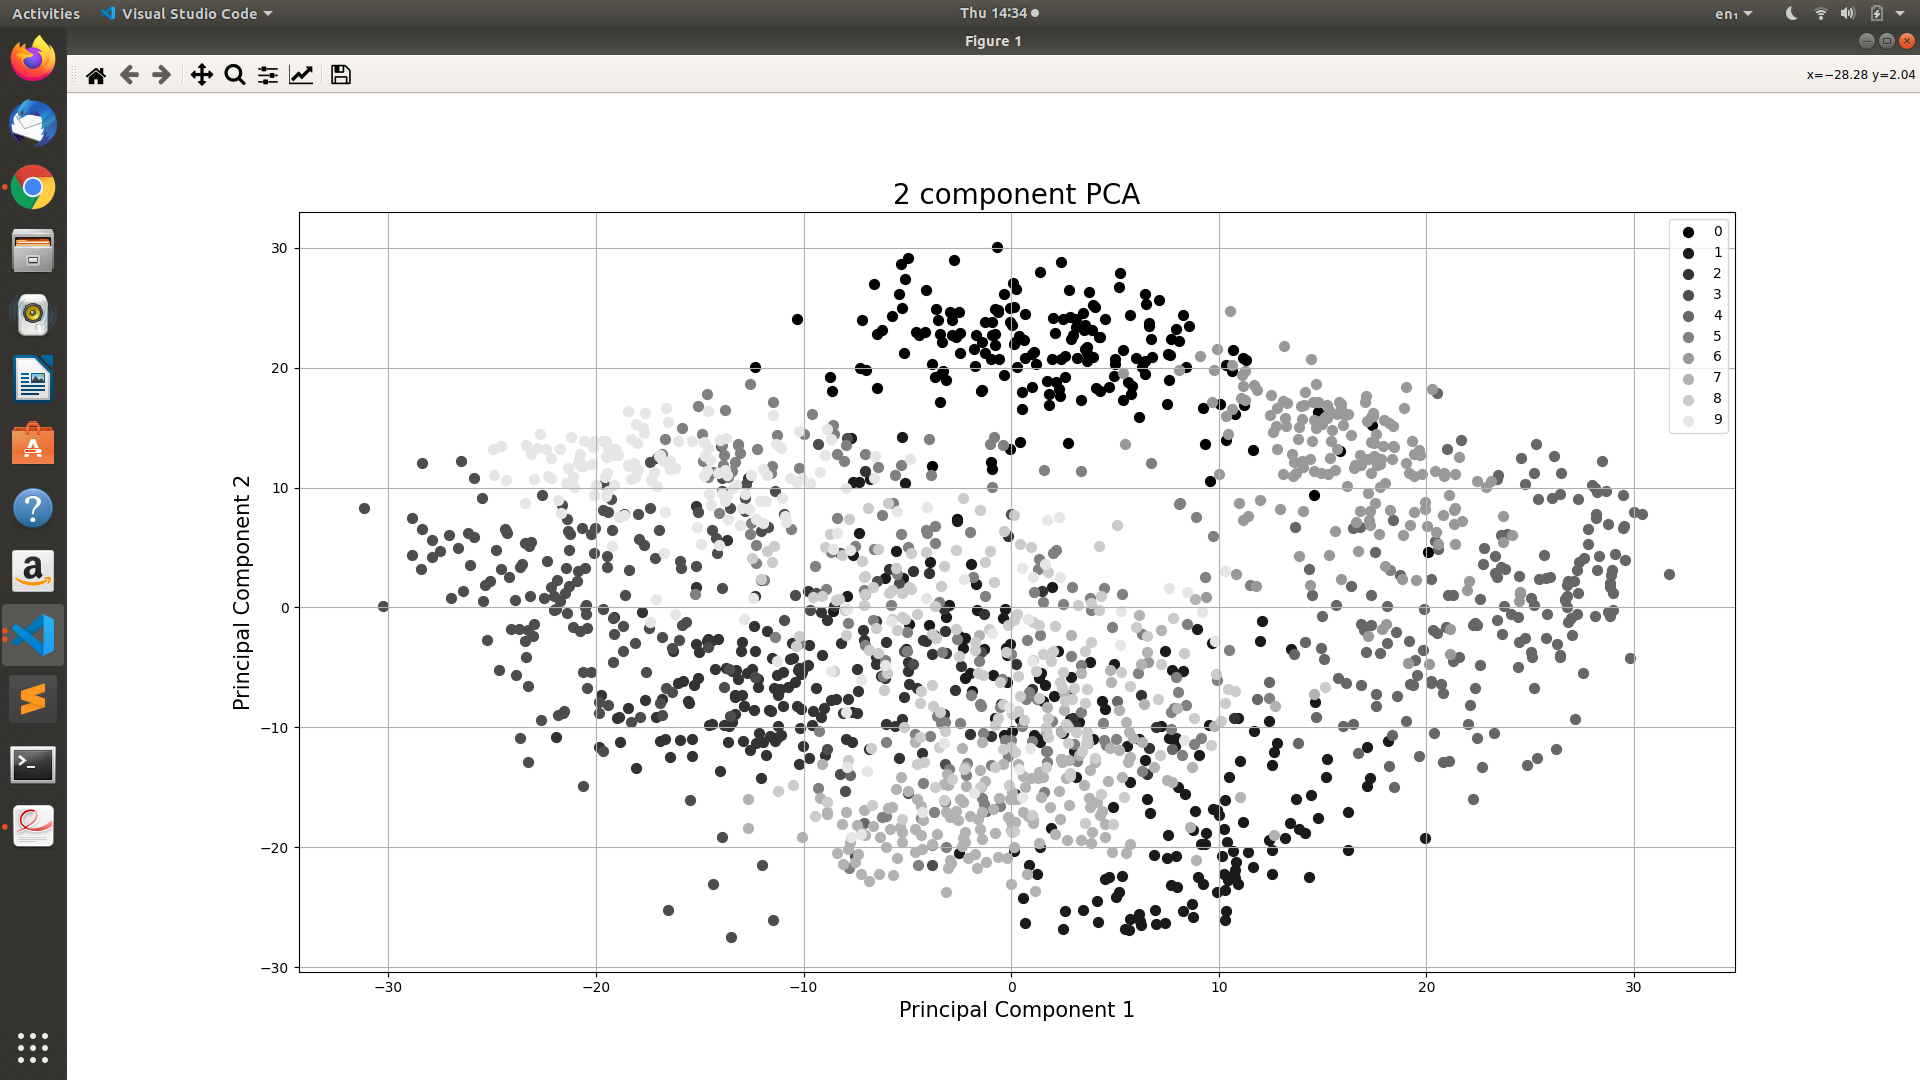 Activities Visual Studio Code Thu 14:34 en₁
Figure 1
x=−28.28 y=2.04
2 component PCA
30
20
10
0
−10
−20
−30
Principal Component 2
0
1
2
3
4
5
6
7
8
9
−30 −20 −10 0 10 20 30
Principal Component 1